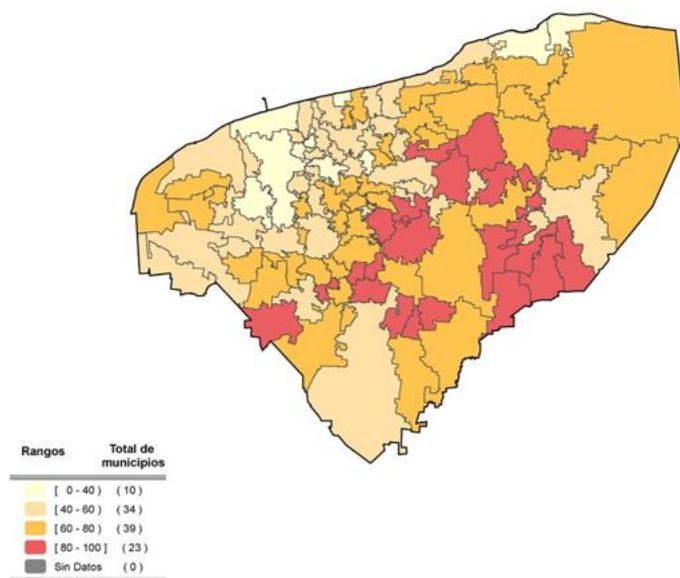 Rangos Total de municipios
[ 0 - 40 ) ( 10 )
[ 40 - 60 ) ( 34 )
[ 60 - 80 ) ( 39 )
[ 80 - 100 ] ( 23 )
Sin Datos ( 0 )